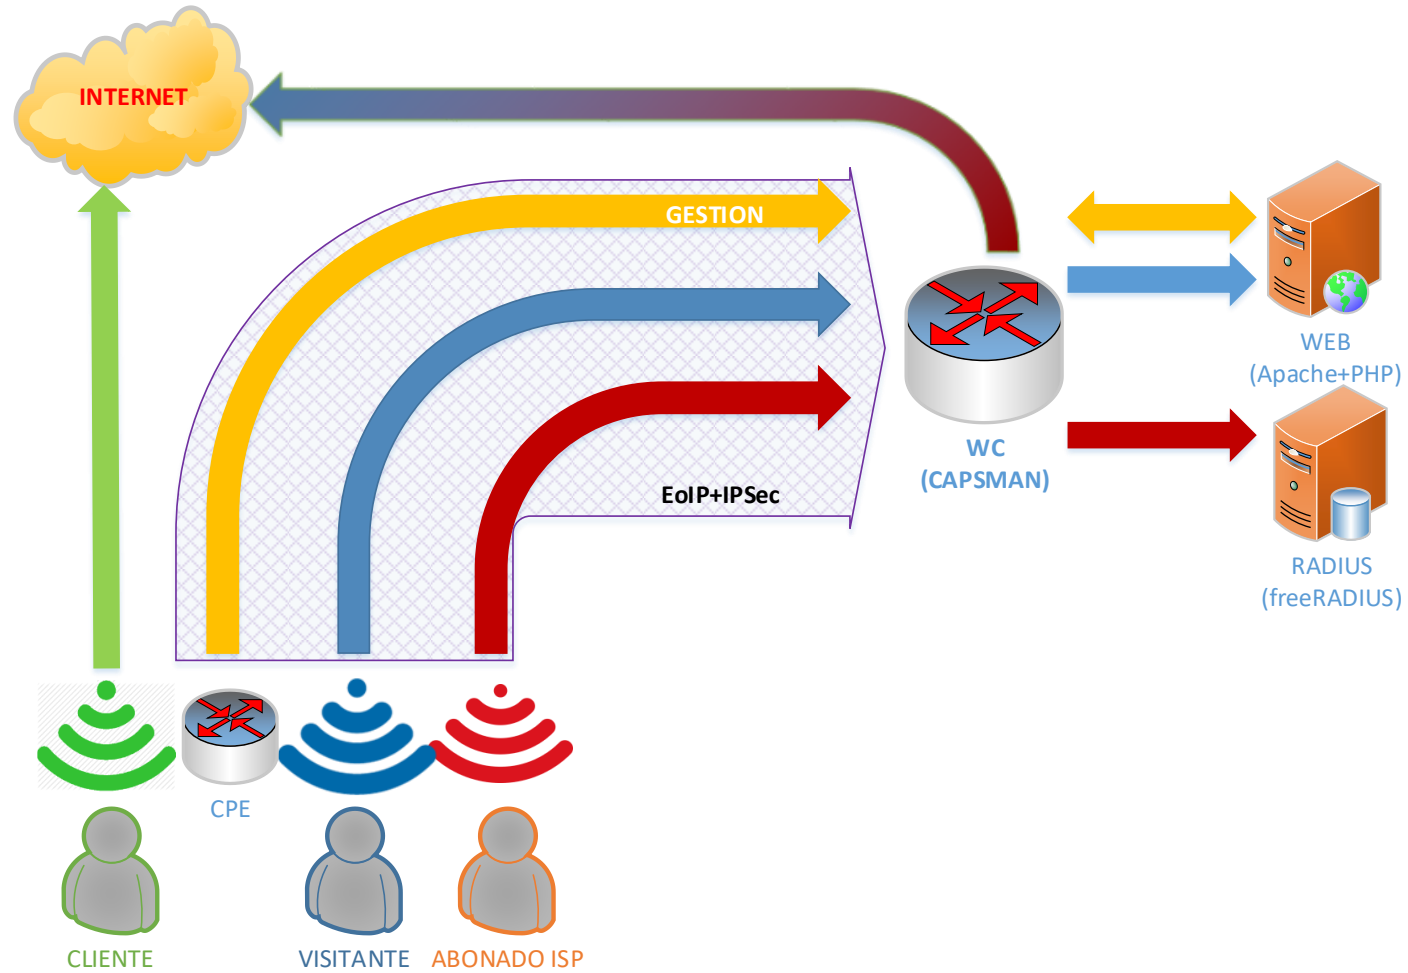 INTERNET
GESTION
WEB
(Apache+PHP)
WC
(CAPSMAN)
EoIP+IPSec
RADIUS
(freeRADIUS)
CPE
CLIENTE
VISITANTE
ABONADO ISP